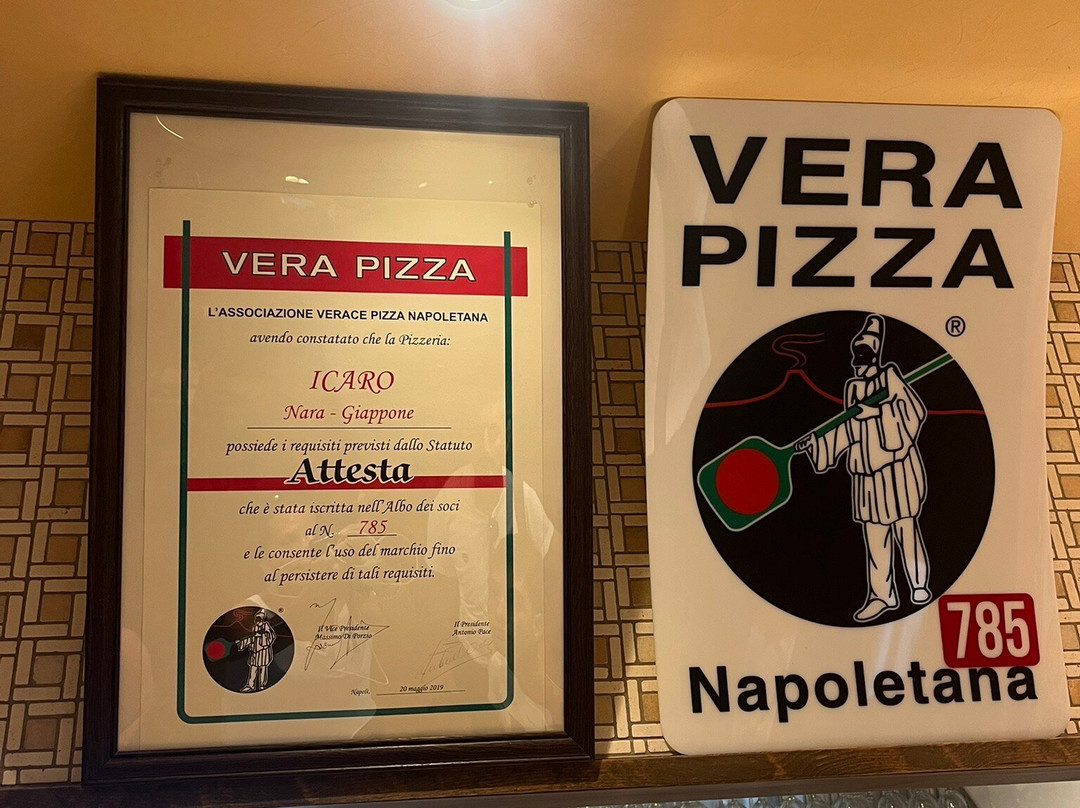 VERA PIZZA
L'ASSOCIAZIONE VERACE PIZZA NAPOLETANA
avendo constatato che la Pizzeria:
ICARO
Nara - Giappone
possiede i requisiti previsti dallo Statuto
Attesta
che è stata iscritta nell'Albo dei soci
al N. 785
e le consente l'uso del marchio fino
al persistere di tali requisiti.
®
Il Vice Presidente
Massimo Di Porzio
Il Presidente
Antonio Pace
Napoli, 20 maggio 2019
VERA
PIZZA
®
785
Napoletana